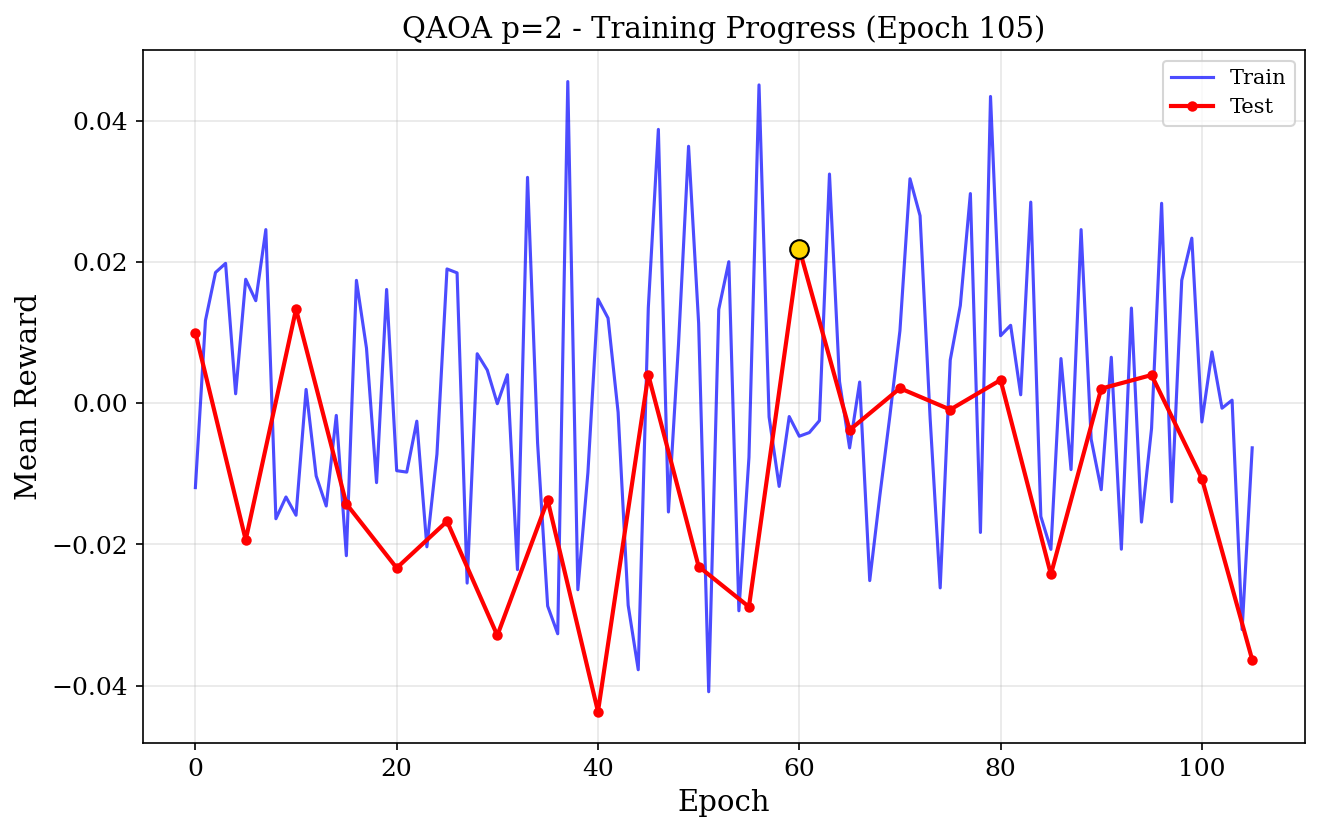 QAOA p=2 - Training Progress (Epoch 105)
Train
Test
Mean Reward
0.04
0.02
0.00
−0.02
−0.04
0 20 40 60 80 100
Epoch